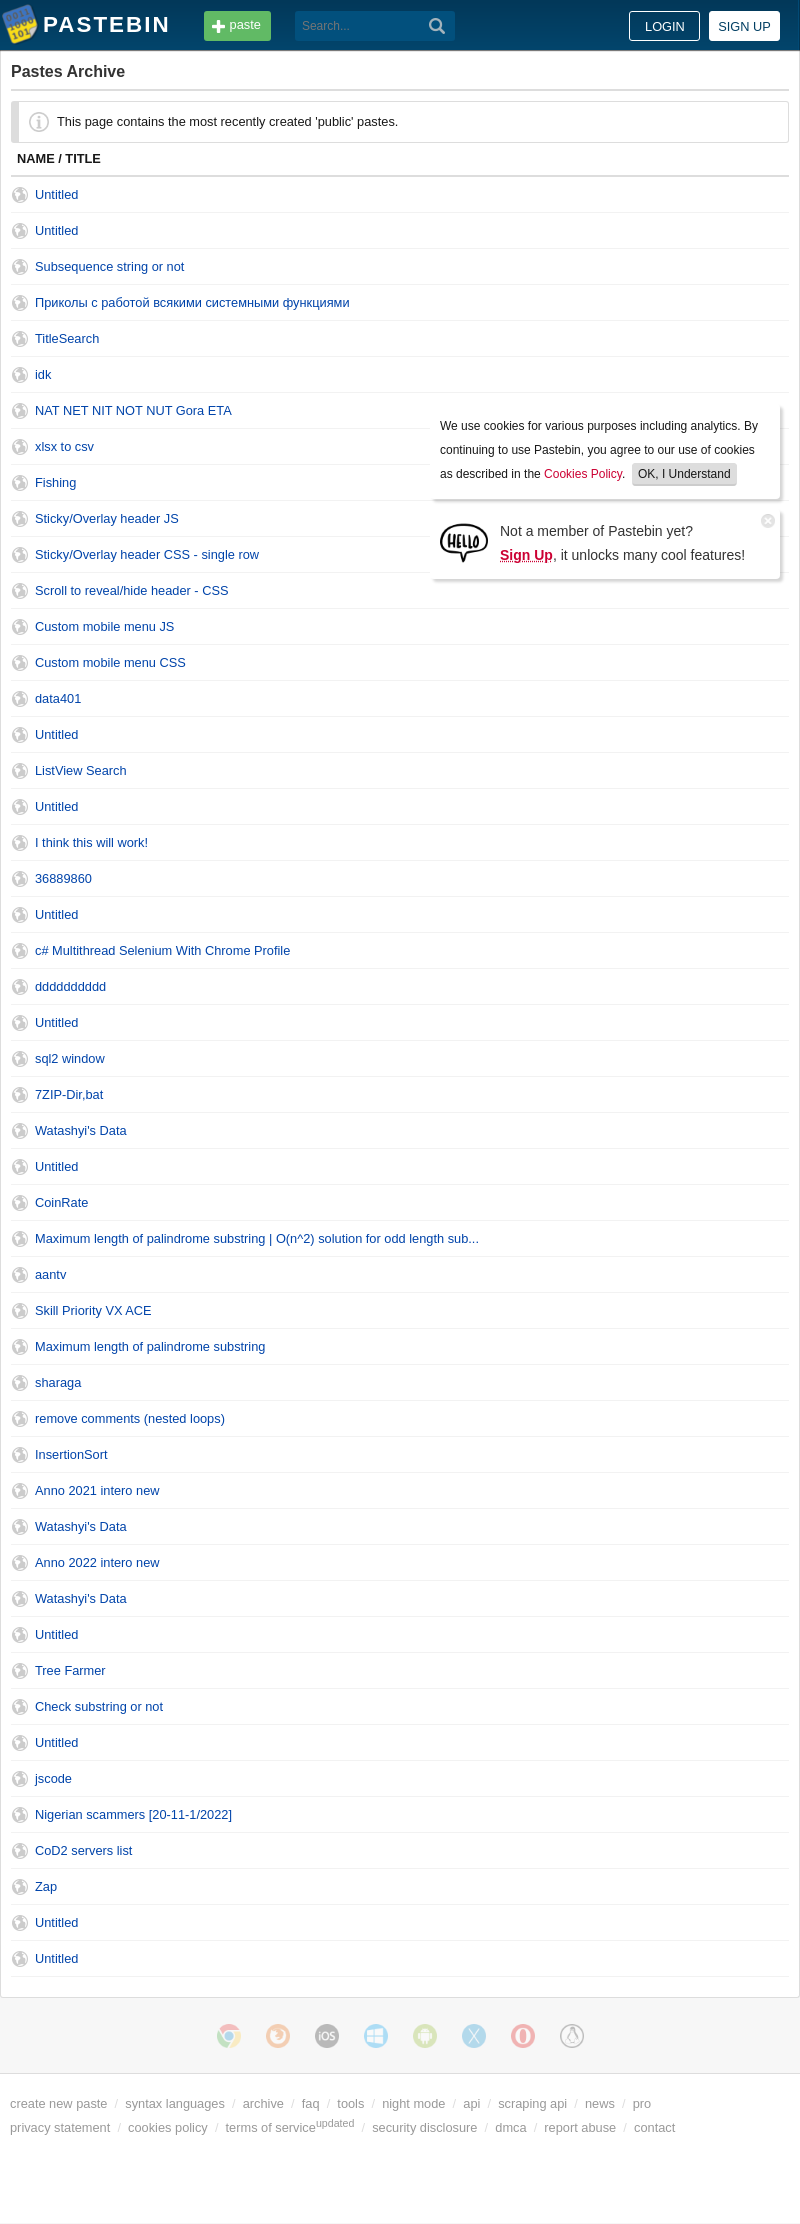 PASTEBIN
paste
Search...
LOGIN
SIGN UP
Pastes Archive
This page contains the most recently created 'public' pastes.
NAME / TITLE
Untitled
Untitled
Subsequence string or not
Приколы с работой всякими системными функциями
TitleSearch
idk
NAT NET NIT NOT NUT Gora ETA
xlsx to csv
Fishing
Sticky/Overlay header JS
Sticky/Overlay header CSS - single row
Scroll to reveal/hide header - CSS
We use cookies for various purposes including analytics. By
continuing to use Pastebin, you agree to our use of cookies
as described in the Cookies Policy. OK, I Understand
HELLO
Not a member of Pastebin yet?
Sign Up, it unlocks many cool features!
Custom mobile menu JS
Custom mobile menu CSS
data401
Untitled
ListView Search
Untitled
I think this will work!
36889860
Untitled
c# Multithread Selenium With Chrome Profile
dddddddddd
Untitled
sql2 window
7ZIP-Dir,bat
Watashyi's Data
Untitled
CoinRate
Maximum length of palindrome substring | O(n^2) solution for odd length sub...
aantv
Skill Priority VX ACE
Maximum length of palindrome substring
sharaga
remove comments (nested loops)
InsertionSort
Anno 2021 intero new
Watashyi's Data
Anno 2022 intero new
Watashyi's Data
Untitled
Tree Farmer
Check substring or not
Untitled
jscode
Nigerian scammers [20-11-1/2022]
CoD2 servers list
Zap
Untitled
Untitled
iOS
create new paste / syntax languages / archive / faq / tools / night mode / api / scraping api / news / pro
privacy statement / cookies policy / terms of service updated / security disclosure / dmca / report abuse / contact